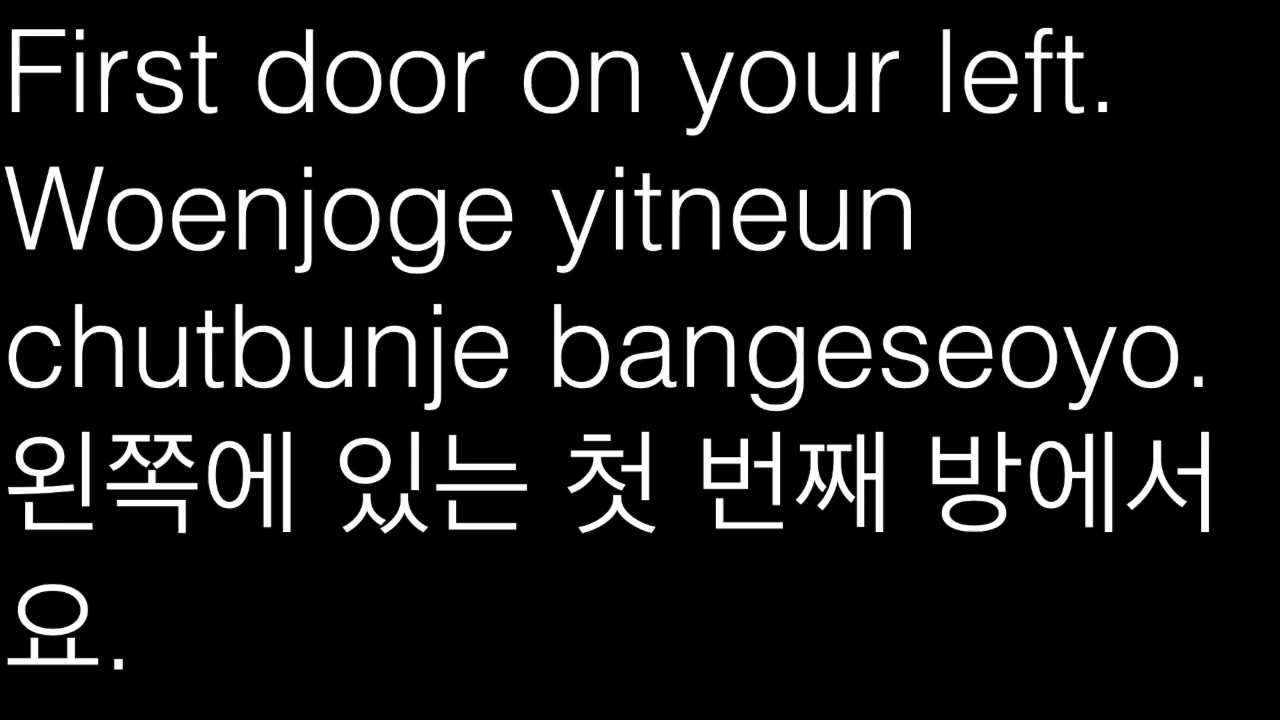 First door on your left.
Woenjoge yitneun
chutbunje bangeseoyo.
왼쪽에 있는 첫 번째 방에서
요.